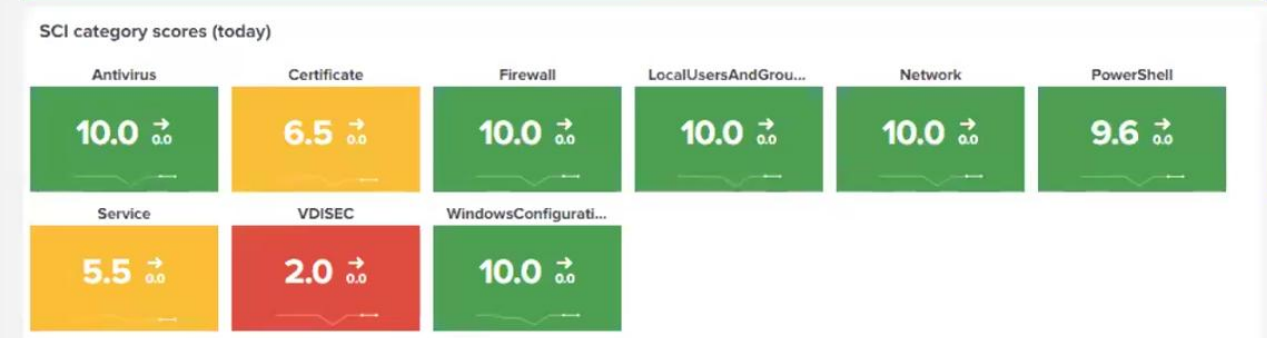 SCI category scores (today)
Antivirus Certificate Firewall LocalUsersAndGrou... Network PowerShell
10.0 → 0.0 6.5 → 0.0 10.0 → 0.0 10.0 → 0.0 10.0 → 0.0 9.6 → 0.0
Service VDISEC WindowsConfigurati...
5.5 → 0.0 2.0 → 0.0 10.0 → 0.0